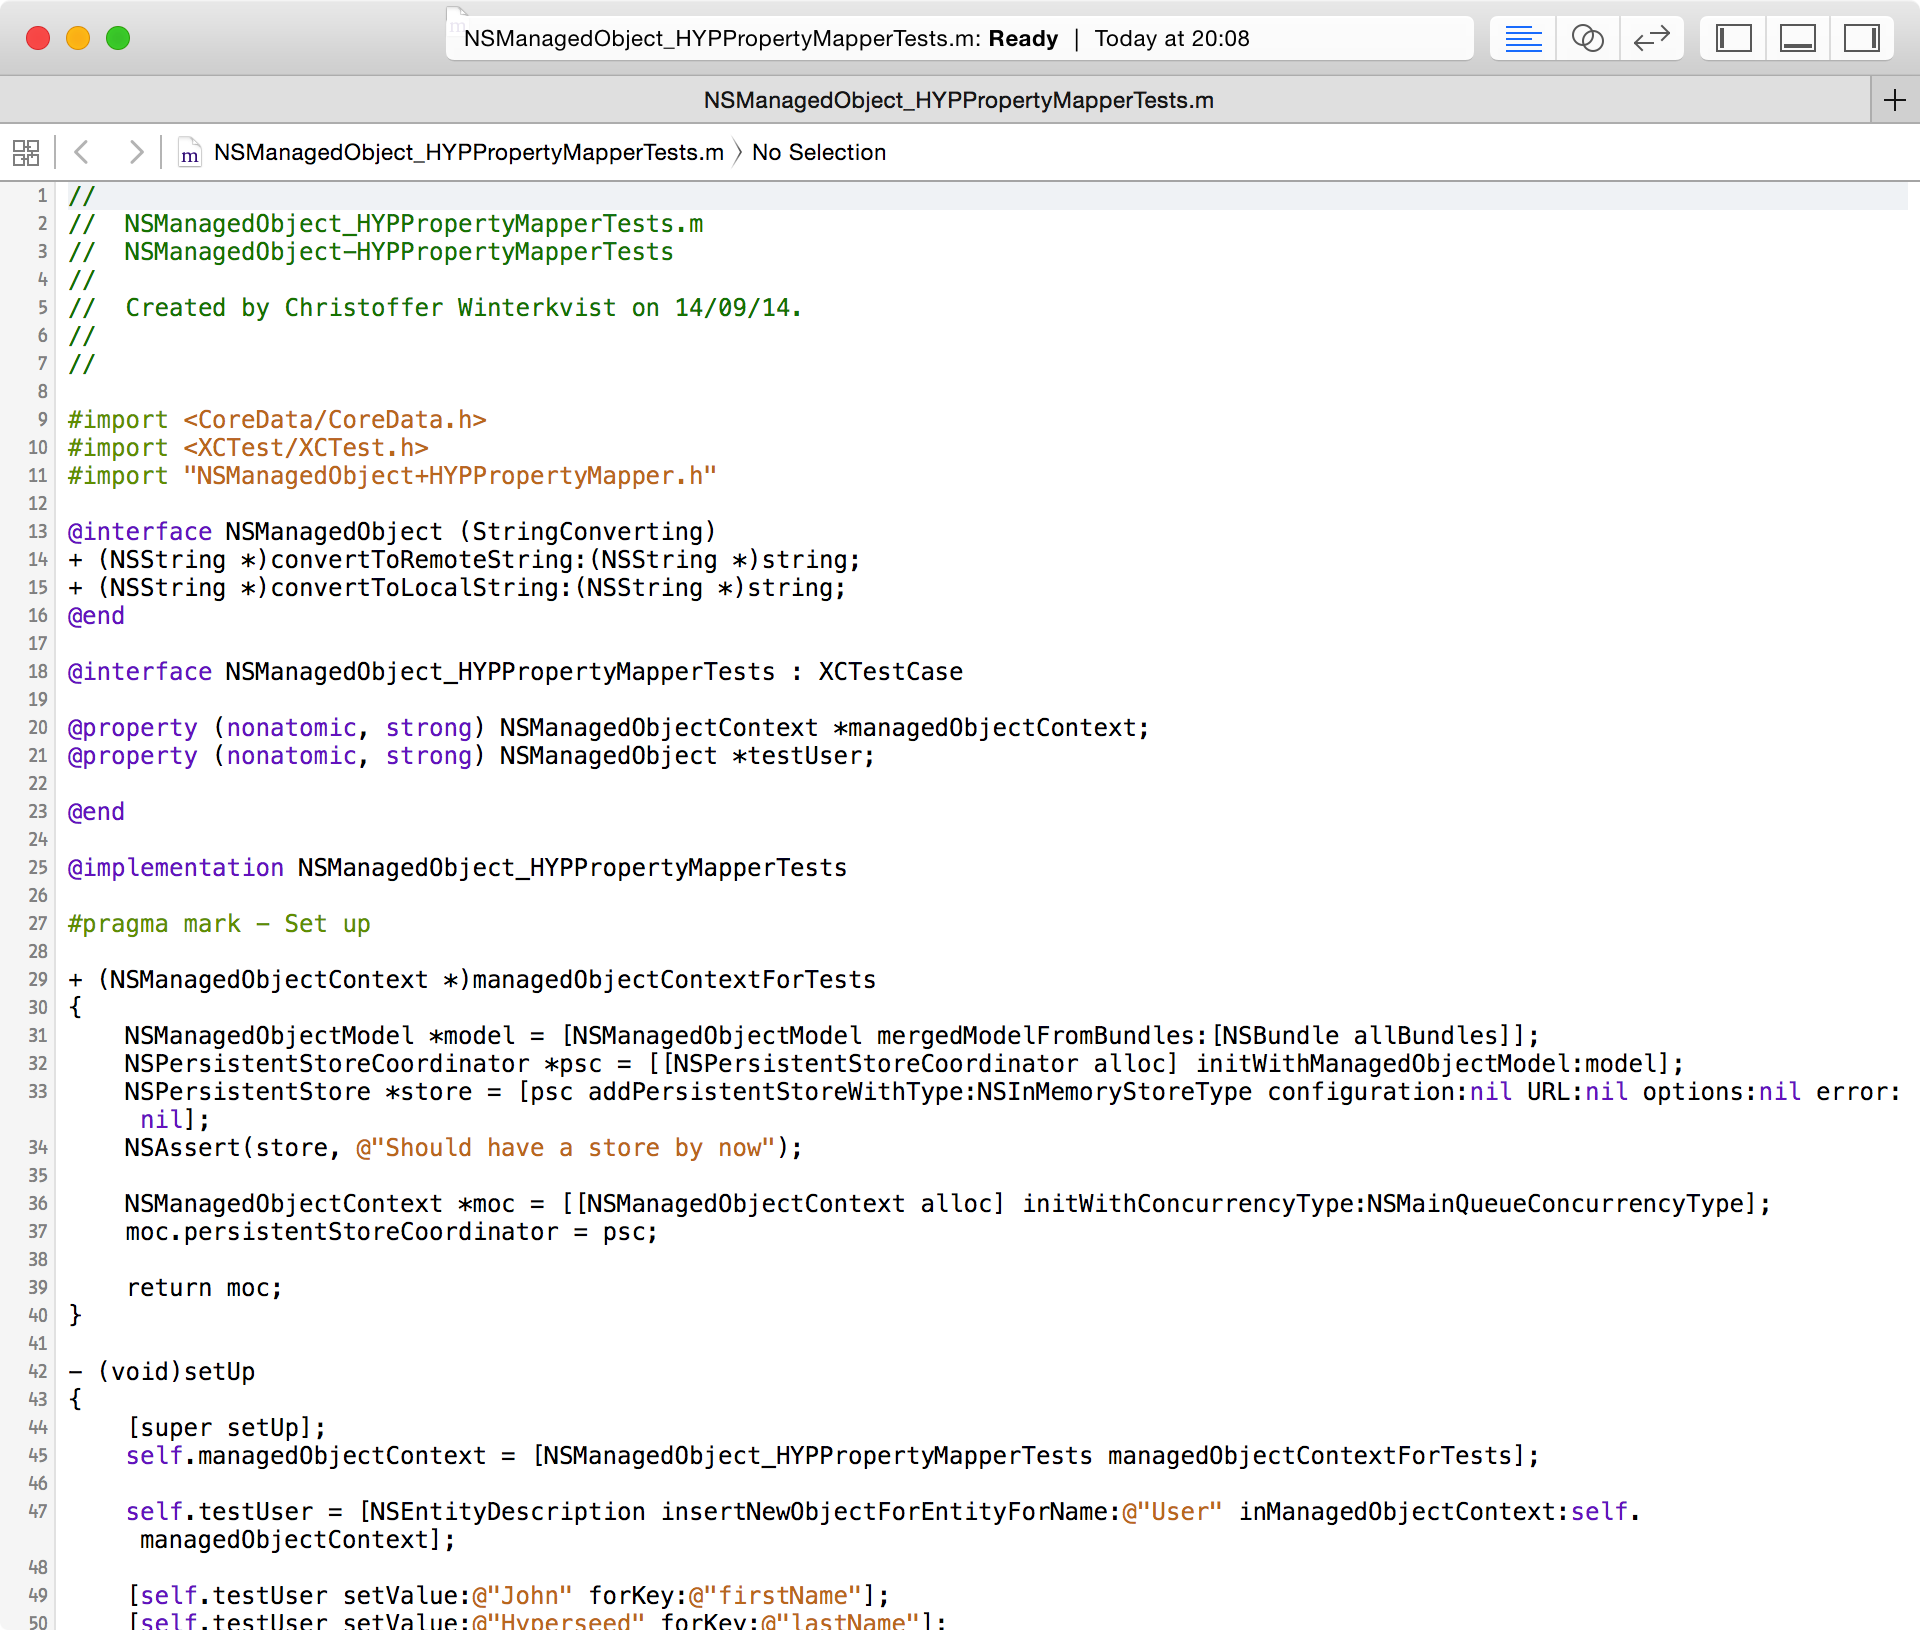 NSManagedObject_HYPPropertyMapperTests.m: Ready | Today at 20:08
NSManagedObject_HYPPropertyMapperTests.m
m NSManagedObject_HYPPropertyMapperTests.m No Selection
1 //
2 //  NSManagedObject_HYPPropertyMapperTests.m
3 //  NSManagedObject-HYPPropertyMapperTests
4 //
5 //  Created by Christoffer Winterkvist on 14/09/14.
6 //
7 //
8
9 #import <CoreData/CoreData.h>
10 #import <XCTest/XCTest.h>
11 #import "NSManagedObject+HYPPropertyMapper.h"
12
13 @interface NSManagedObject (StringConverting)
14 + (NSString *)convertToRemoteString:(NSString *)string;
15 + (NSString *)convertToLocalString:(NSString *)string;
16 @end
17
18 @interface NSManagedObject_HYPPropertyMapperTests : XCTestCase
19
20 @property (nonatomic, strong) NSManagedObjectContext *managedObjectContext;
21 @property (nonatomic, strong) NSManagedObject *testUser;
22
23 @end
24
25 @implementation NSManagedObject_HYPPropertyMapperTests
26
27 #pragma mark - Set up
28
29 + (NSManagedObjectContext *)managedObjectContextForTests
30 {
31     NSManagedObjectModel *model = [NSManagedObjectModel mergedModelFromBundles:[NSBundle allBundles]];
32     NSPersistentStoreCoordinator *psc = [[NSPersistentStoreCoordinator alloc] initWithManagedObjectModel:model];
33     NSPersistentStore *store = [psc addPersistentStoreWithType:NSInMemoryStoreType configuration:nil URL:nil options:nil error:
nil];
34     NSAssert(store, @"Should have a store by now");
35
36     NSManagedObjectContext *moc = [[NSManagedObjectContext alloc] initWithConcurrencyType:NSMainQueueConcurrencyType];
37     moc.persistentStoreCoordinator = psc;
38
39     return moc;
40 }
41
42 - (void)setUp
43 {
44     [super setUp];
45     self.managedObjectContext = [NSManagedObject_HYPPropertyMapperTests managedObjectContextForTests];
46
47     self.testUser = [NSEntityDescription insertNewObjectForEntityForName:@"User" inManagedObjectContext:self.
managedObjectContext];
48
49     [self.testUser setValue:@"John" forKey:@"firstName"];
50     [self.testUser setValue:@"Hyperseed" forKey:@"lastName"];